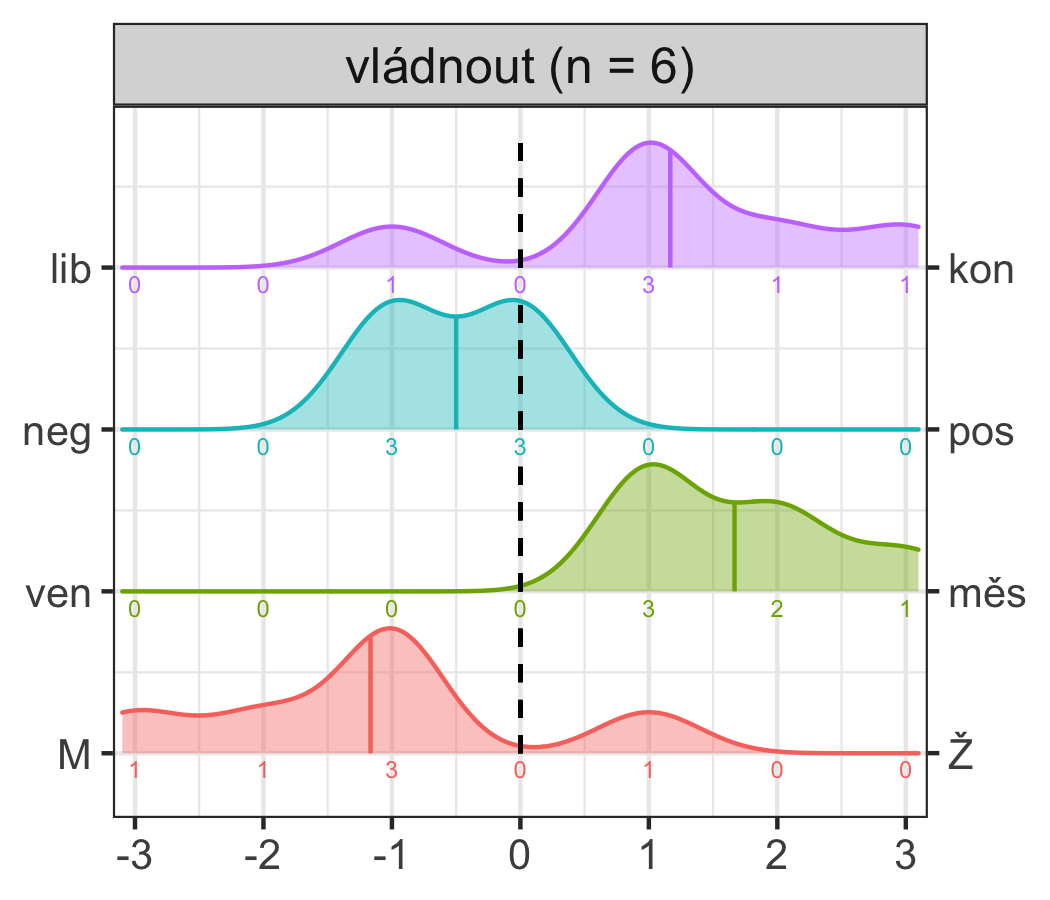 vládnout (n = 6)
lib kon
0 0 1 0 3 1 1
neg pos
0 0 3 3 0 0 0
ven měs
0 0 0 0 3 2 1
M Ž
1 1 3 0 1 0 0
-3 -2 -1 0 1 2 3